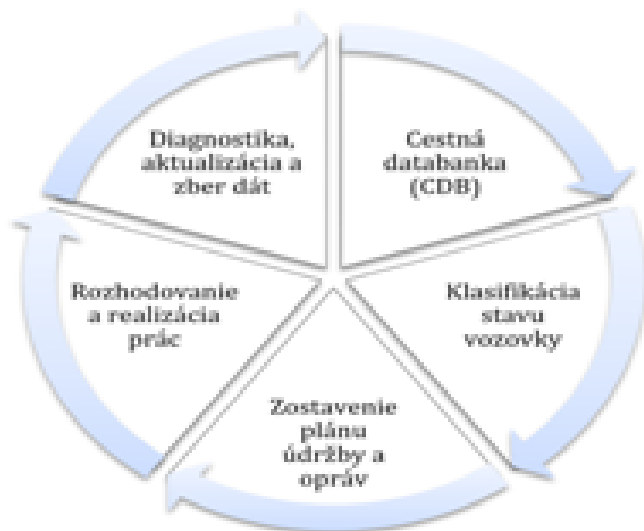 Diagnostika,
aktualizácia a
zber dát
Cestná
databanka
(CDB)
Klasifikácia
stavu
vozovky
Zostavenie
plánu
údržby a
opráv
Rozhodovanie
a realizácia
prác